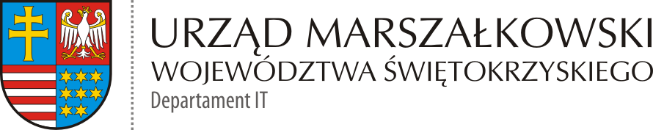 URZĄD MARSZAŁKOWSKI
WOJEWÓDZTWA ŚWIĘTOKRZYSKIEGO
Departament IT